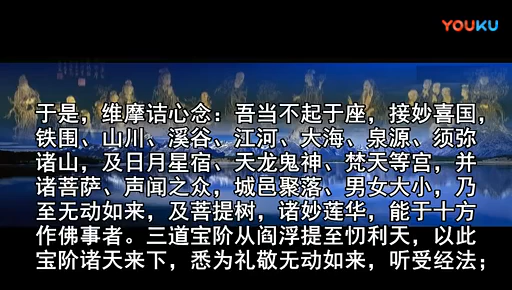 YOUKU
于是，维摩诘心念：吾当不起于座，接妙喜国，
铁围、山川、溪谷、江河、大海、泉源、须弥
诸山，及日月星宿、天龙鬼神、梵天等宫，并
诸菩萨、声闻之众，城邑聚落、男女大小，乃
至无动如来，及菩提树，诸妙莲华，能于十方
作佛事者。三道宝阶从阎浮提至忉利天，以此
宝阶诸天来下，悉为礼敬无动如来，听受经法；